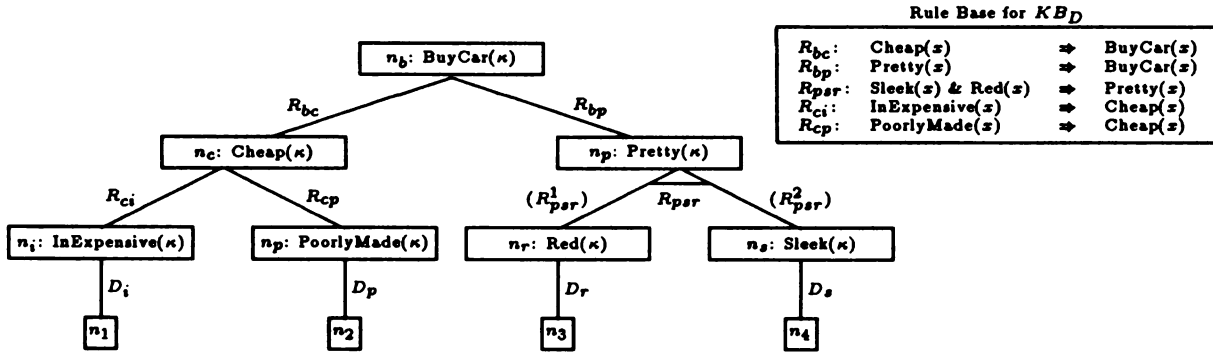 Rule Base for KB_D
R_bc: Cheap(x) ⇒ BuyCar(x)
R_bp: Pretty(x) ⇒ BuyCar(x)
R_psr: Sleek(x) & Red(x) ⇒ Pretty(x)
R_ci: InExpensive(x) ⇒ Cheap(x)
R_cp: PoorlyMade(x) ⇒ Cheap(x)
n_b: BuyCar(κ)
R_bc R_bp
n_c: Cheap(κ) n_p: Pretty(κ)
R_ci R_cp (R^1_psr) R_psr (R^2_psr)
n_i: InExpensive(κ) n_p: PoorlyMade(κ) n_r: Red(κ) n_s: Sleek(κ)
D_i D_p D_r D_s
n_1 n_2 n_3 n_4